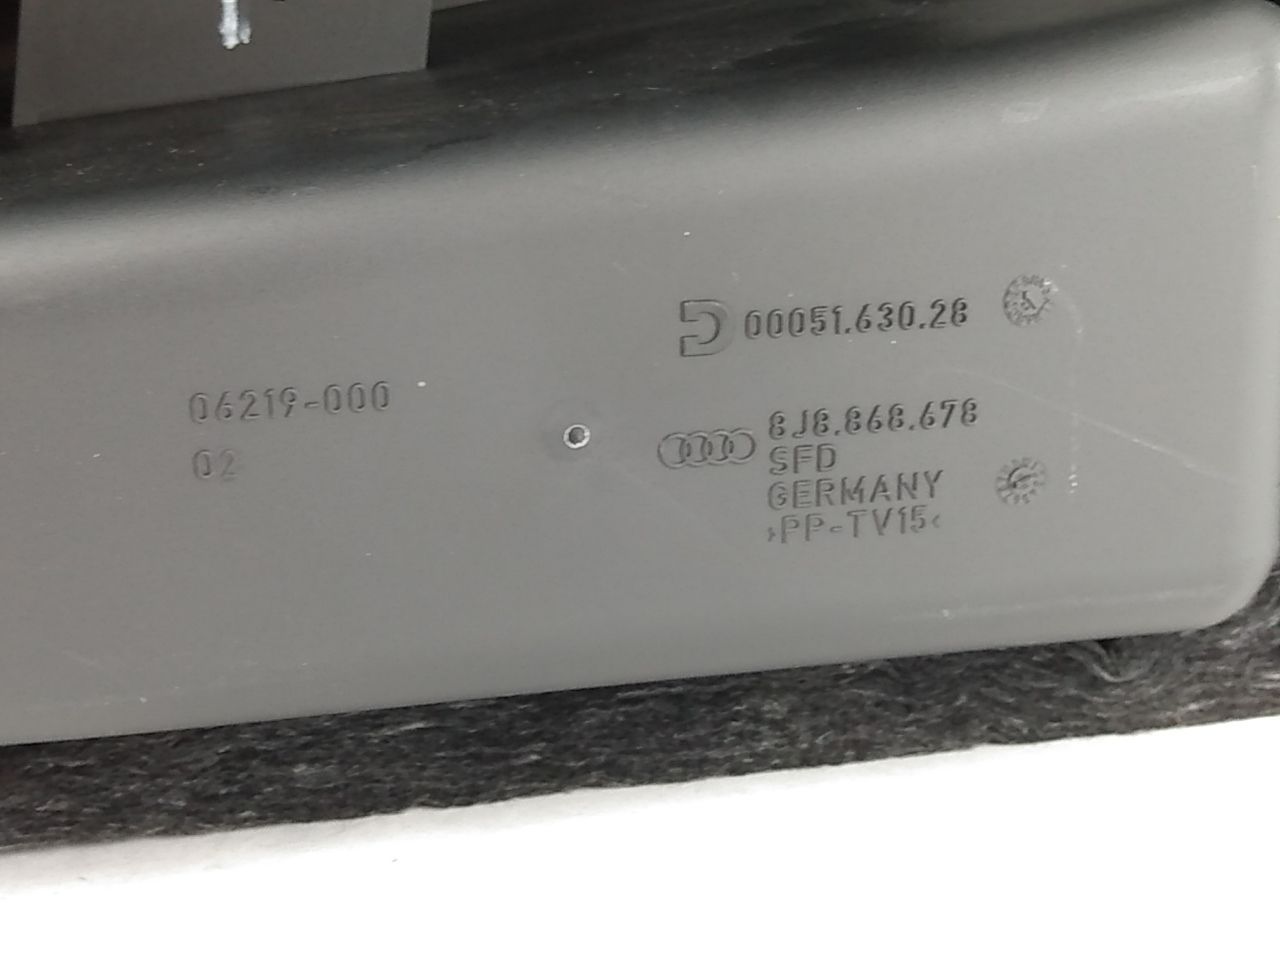 06219-000
02
00051.630.28
8J8.868.678
SFD
GERMANY
>PP-TV15<